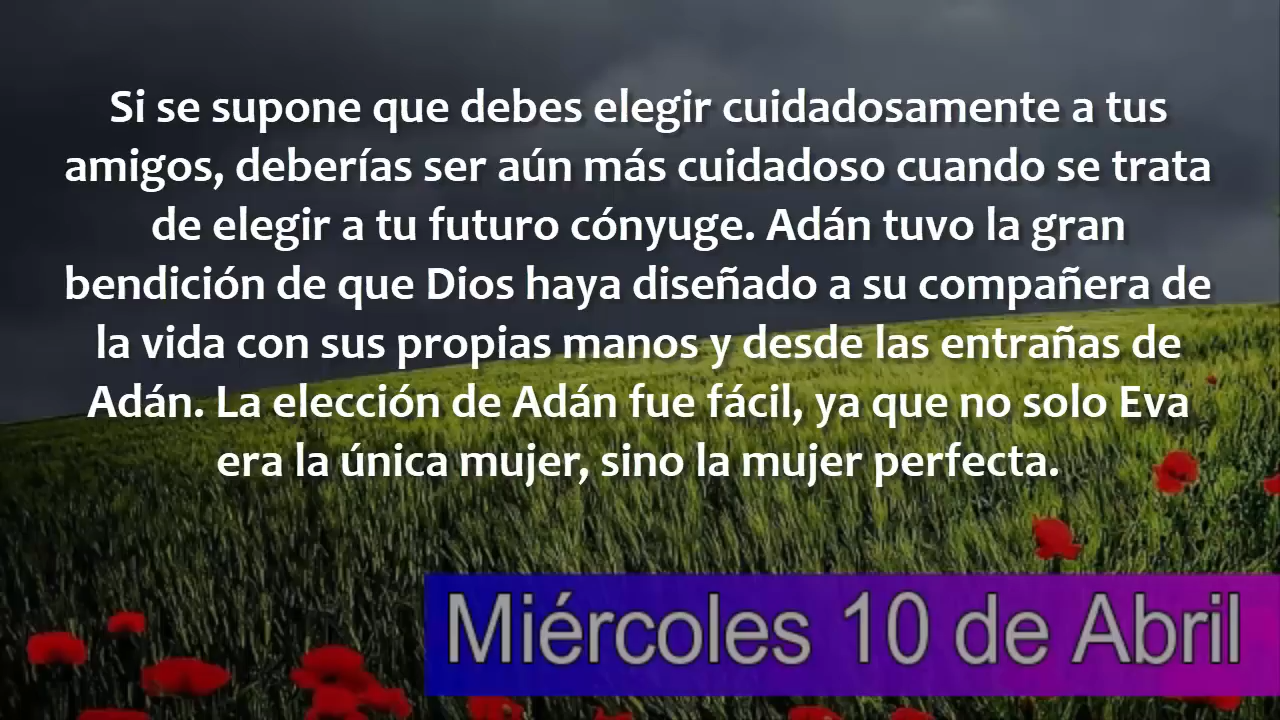 Si se supone que debes elegir cuidadosamente a tus
amigos, deberías ser aún más cuidadoso cuando se trata
de elegir a tu futuro cónyuge. Adán tuvo la gran
bendición de que Dios haya diseñado a su compañera de
la vida con sus propias manos y desde las entrañas de
Adán. La elección de Adán fue fácil, ya que no solo Eva
era la única mujer, sino la mujer perfecta.
Miércoles 10 de Abril